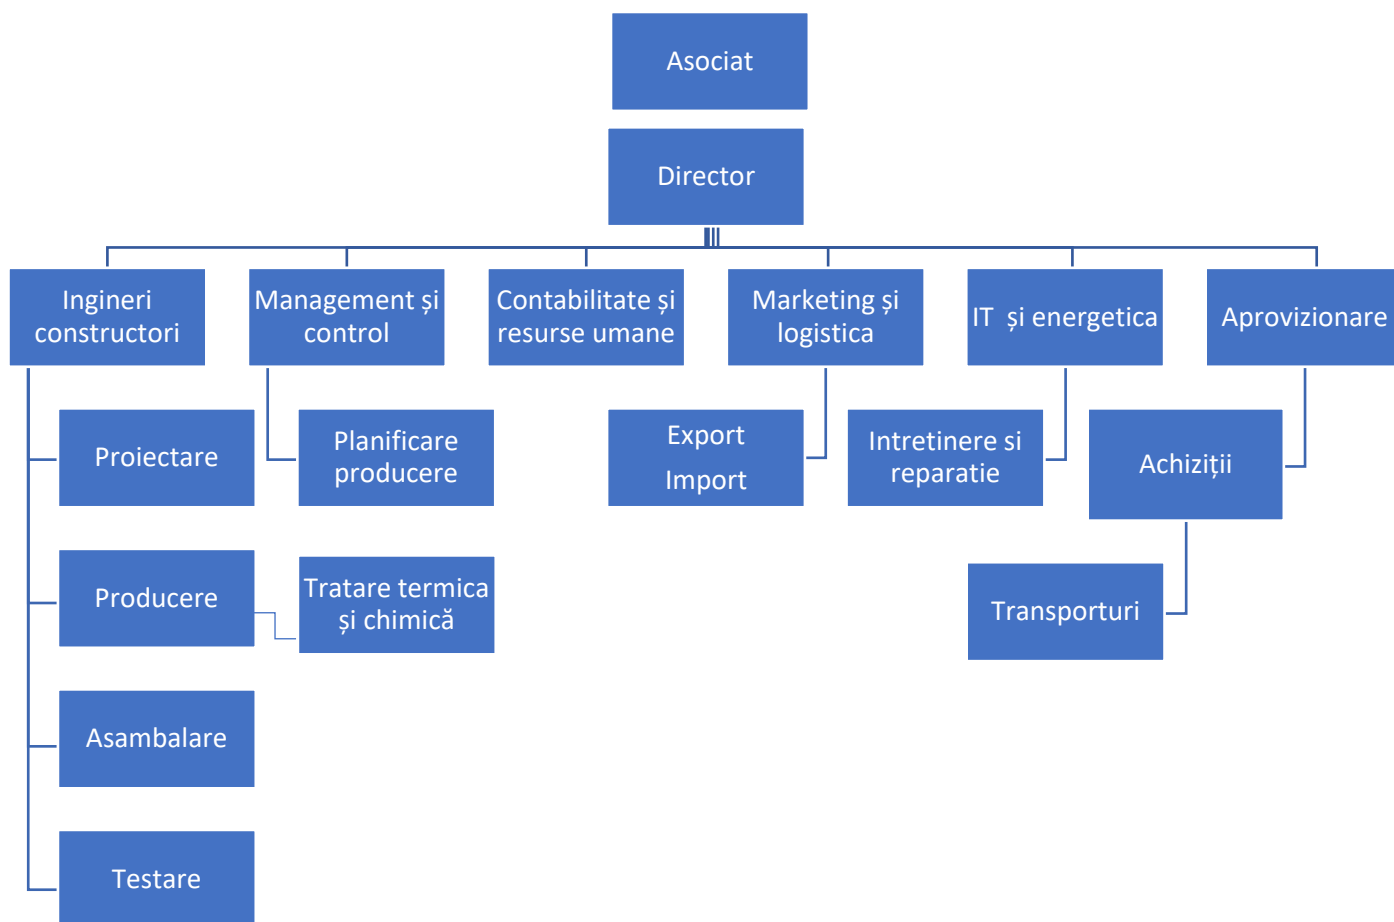 Asociat
Director
Ingineri
constructori
Management și
control
Contabilitate și
resurse umane
Marketing și
logistica
IT și energetica
Aprovizionare
Proiectare
Planificare
producere
Export
Import
Intretinere si
reparatie
Achiziții
Producere
Tratare termica
și chimică
Transporturi
Asambalare
Testare